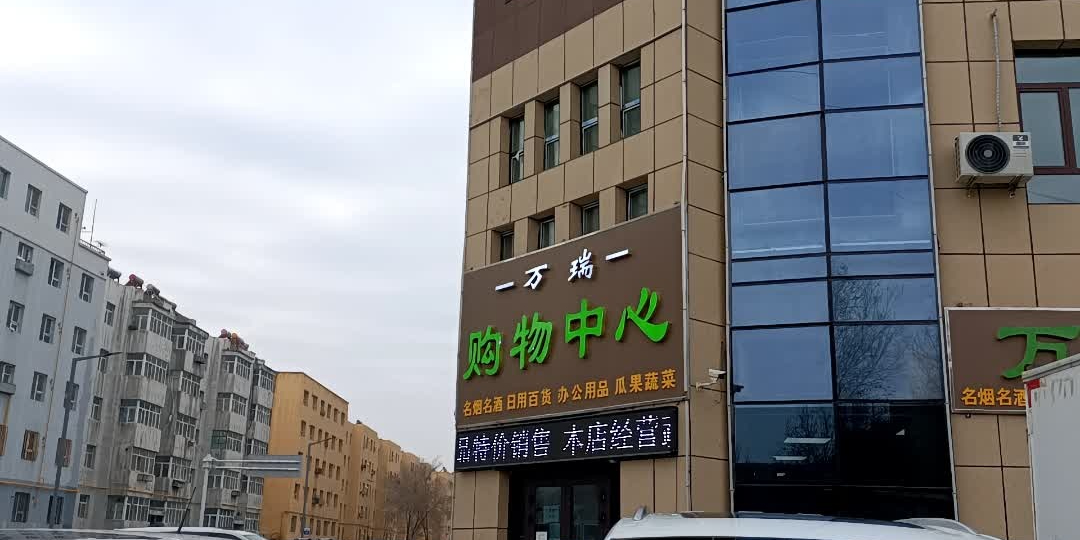 一万 瑞一
购物中心
名烟名酒 日用百货 办公用品 瓜果蔬菜
品特价销售 本店经营
万
名烟名酒